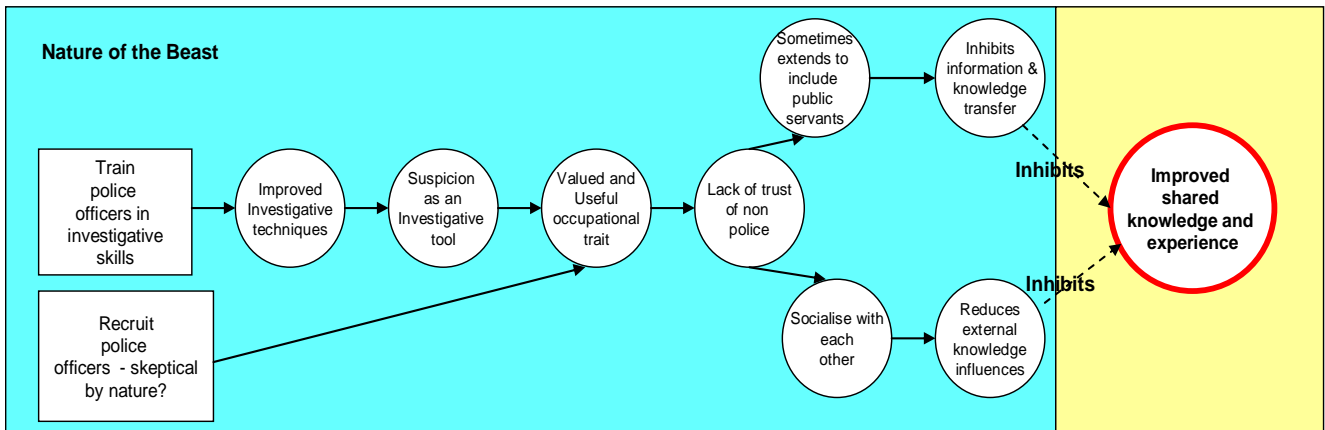 Nature of the Beast
Train
police
officers in
investigative
skills
Improved
Investigative
techniques
Suspicion
as an
Investigative
tool
Valued and
Useful
occupational
trait
Lack of trust
of non
police
Sometimes
extends to
include
public
servants
Inhibits
information &
knowledge
transfer
Inhibits
Improved
shared
knowledge and
experience
Recruit
police
officers - skeptical
by nature?
Socialise with
each
other
Reduces
external
knowledge
influences
Inhibits